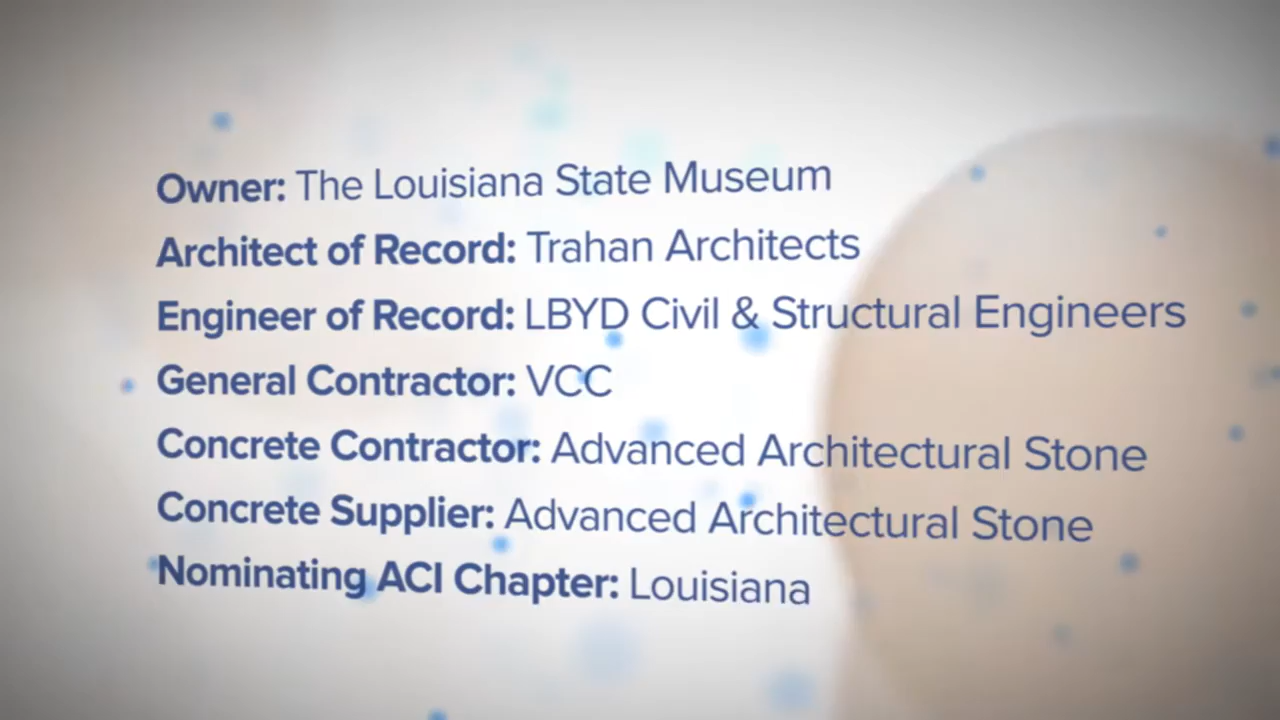 Owner: The Louisiana State Museum
Architect of Record: Trahan Architects
Engineer of Record: LBYD Civil & Structural Engineers
General Contractor: VCC
Concrete Contractor: Advanced Architectural Stone
Concrete Supplier: Advanced Architectural Stone
Nominating ACI Chapter: Louisiana